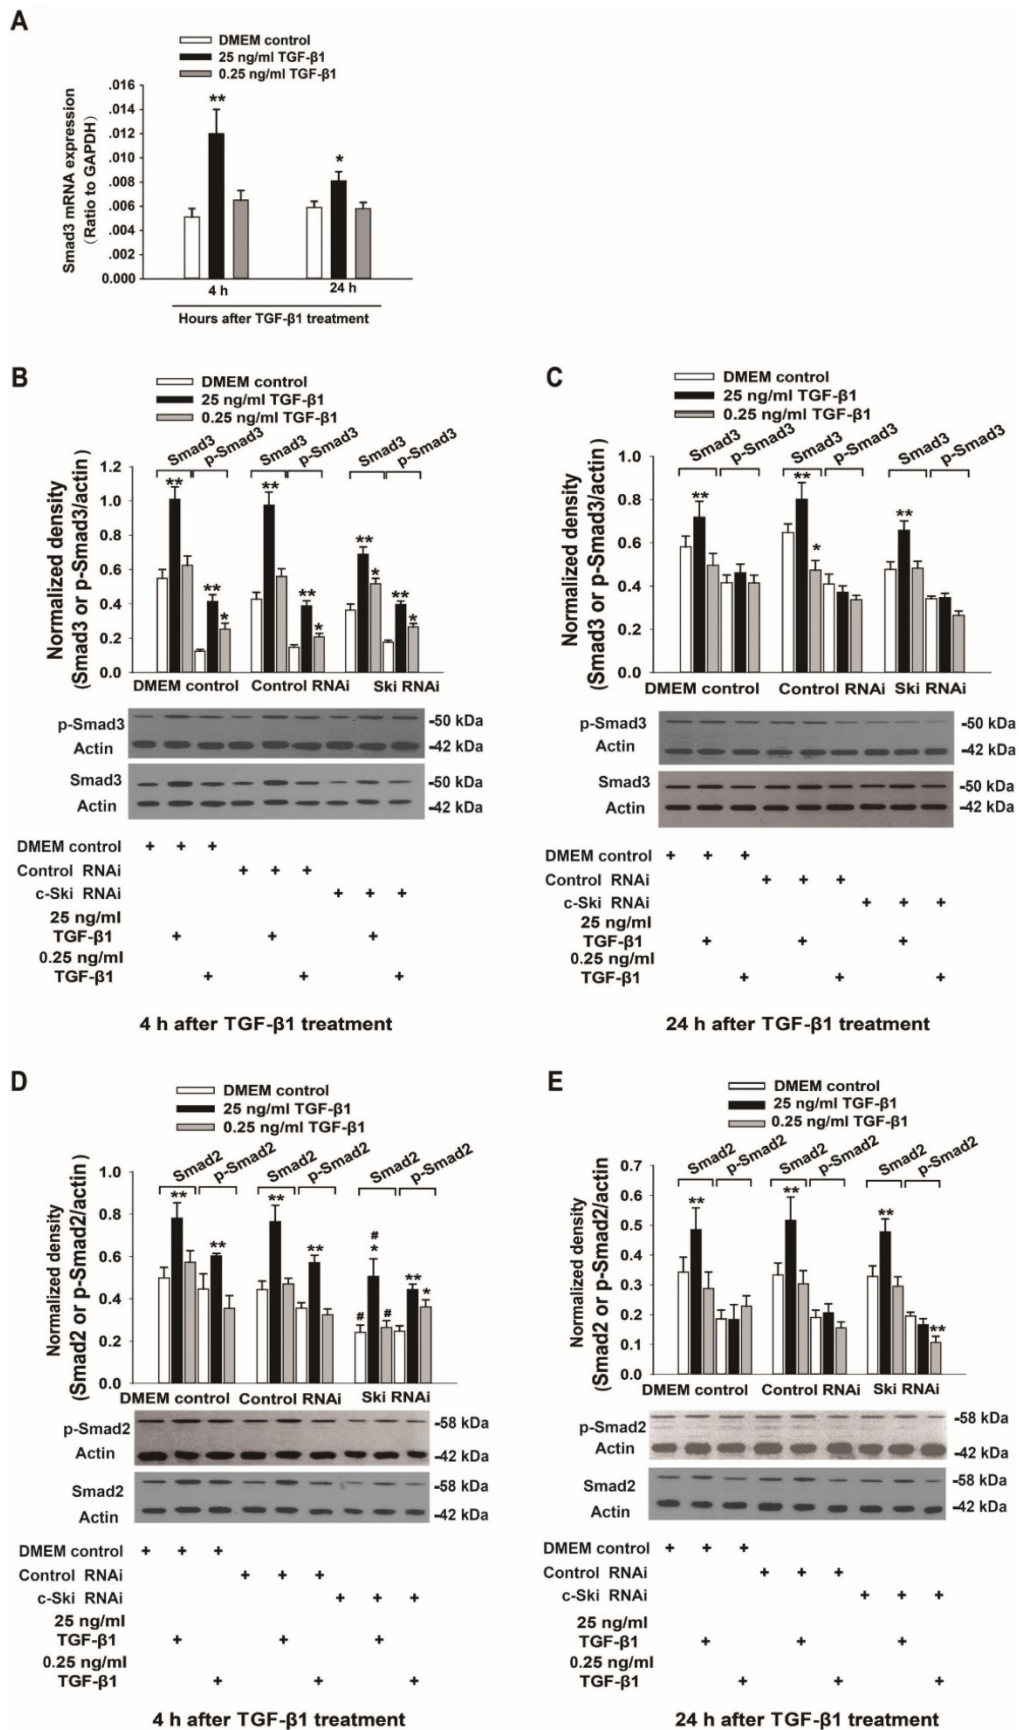 A
DMEM control
25 ng/ml TGF-β1
0.25 ng/ml TGF-β1
Smad3 mRNA expression
(Ratio to GAPDH)
.016
**
.014
.012
.010
*
.008
.006
.004
.002
.000
4 h
24 h
Hours after TGF-β1 treatment
B
DMEM control
25 ng/ml TGF-β1
0.25 ng/ml TGF-β1
Smad3 p-Smad3 Smad3 p-Smad3 Smad3 p-Smad3
Normalized density
(Smad3 or p-Smad3/actin)
1.2
1.0
0.8
0.6
0.4
0.2
0.0
** ** * ** ** * ** * ** *
DMEM control Control RNAi Ski RNAi
p-Smad3 -50 kDa
Actin -42 kDa
Smad3 -50 kDa
Actin -42 kDa
DMEM control + + +
Control RNAi + + +
c-Ski RNAi + + +
25 ng/ml
TGF-β1 + + +
0.25 ng/ml
TGF-β1 + + +
4 h after TGF-β1 treatment
C
DMEM control
25 ng/ml TGF-β1
0.25 ng/ml TGF-β1
Smad3 p-Smad3 Smad3 p-Smad3 Smad3 p-Smad3
Normalized density
(Smad3 or p-Smad3/actin)
1.0
0.8
0.6
0.4
0.2
0.0
** ** * **
DMEM control Control RNAi Ski RNAi
p-Smad3 -50 kDa
Actin -42 kDa
Smad3 -50 kDa
Actin -42 kDa
DMEM control + + +
Control RNAi + + +
c-Ski RNAi + + +
25 ng/ml
TGF-β1 + + +
0.25 ng/ml
TGF-β1 + + +
24 h after TGF-β1 treatment
D
DMEM control
25 ng/ml TGF-β1
0.25 ng/ml TGF-β1
Smad2 p-Smad2 Smad2 p-Smad2 Smad2 p-Smad2
Normalized density
(Smad2 or p-Smad2/actin)
1.0
0.8
0.6
0.4
0.2
0.0
** ** ** ** # # * # ** *
DMEM control Control RNAi Ski RNAi
p-Smad2 -58 kDa
Actin -42 kDa
Smad2 -58 kDa
Actin -42 kDa
DMEM control + + +
Control RNAi + + +
c-Ski RNAi + + +
25 ng/ml
TGF-β1 + + +
0.25 ng/ml
TGF-β1 + + +
4 h after TGF-β1 treatment
E
DMEM control
25 ng/ml TGF-β1
0.25 ng/ml TGF-β1
Smad2 p-Smad2 Smad2 p-Smad2 Smad2 p-Smad2
Normalized density
(Smad2 or p-Smad2/actin)
0.7
0.6
0.5
0.4
0.3
0.2
0.1
0.0
** ** ** **
DMEM control Control RNAi Ski RNAi
p-Smad2 -58 kDa
Actin -42 kDa
Smad2 -58 kDa
Actin -42 kDa
DMEM control + + +
Control RNAi + + +
c-Ski RNAi + + +
25 ng/ml
TGF-β1 + + +
0.25 ng/ml
TGF-β1 + + +
24 h after TGF-β1 treatment